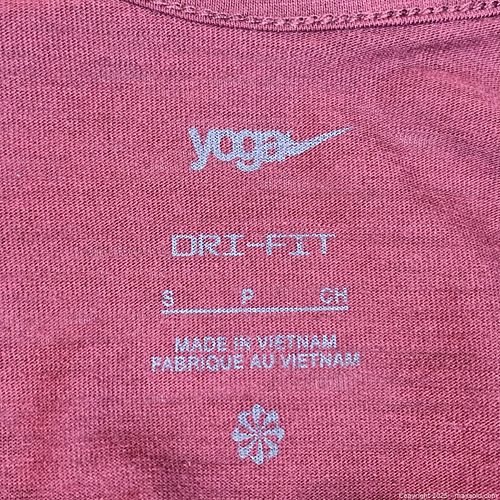 yoga
DRI-FIT
S P CH
MADE IN VIETNAM
FABRIQUE AU VIETNAM